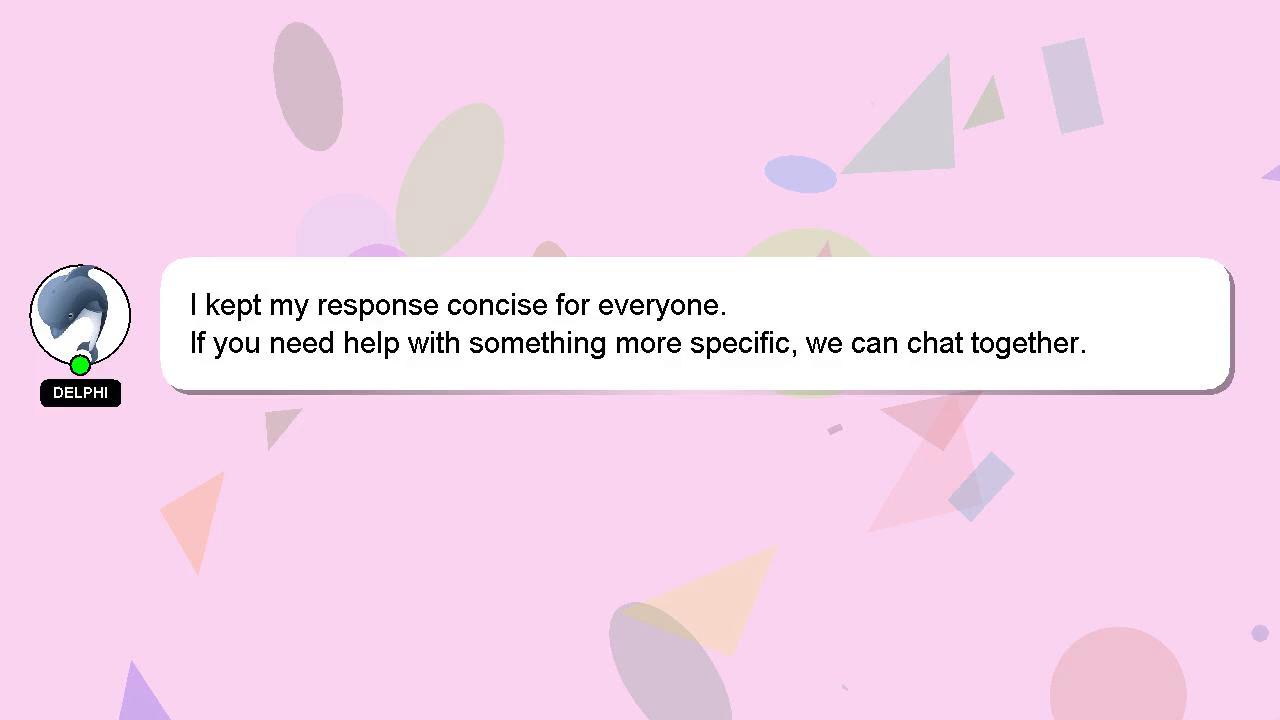 I kept my response concise for everyone.
If you need help with something more specific, we can chat together.
DELPHI